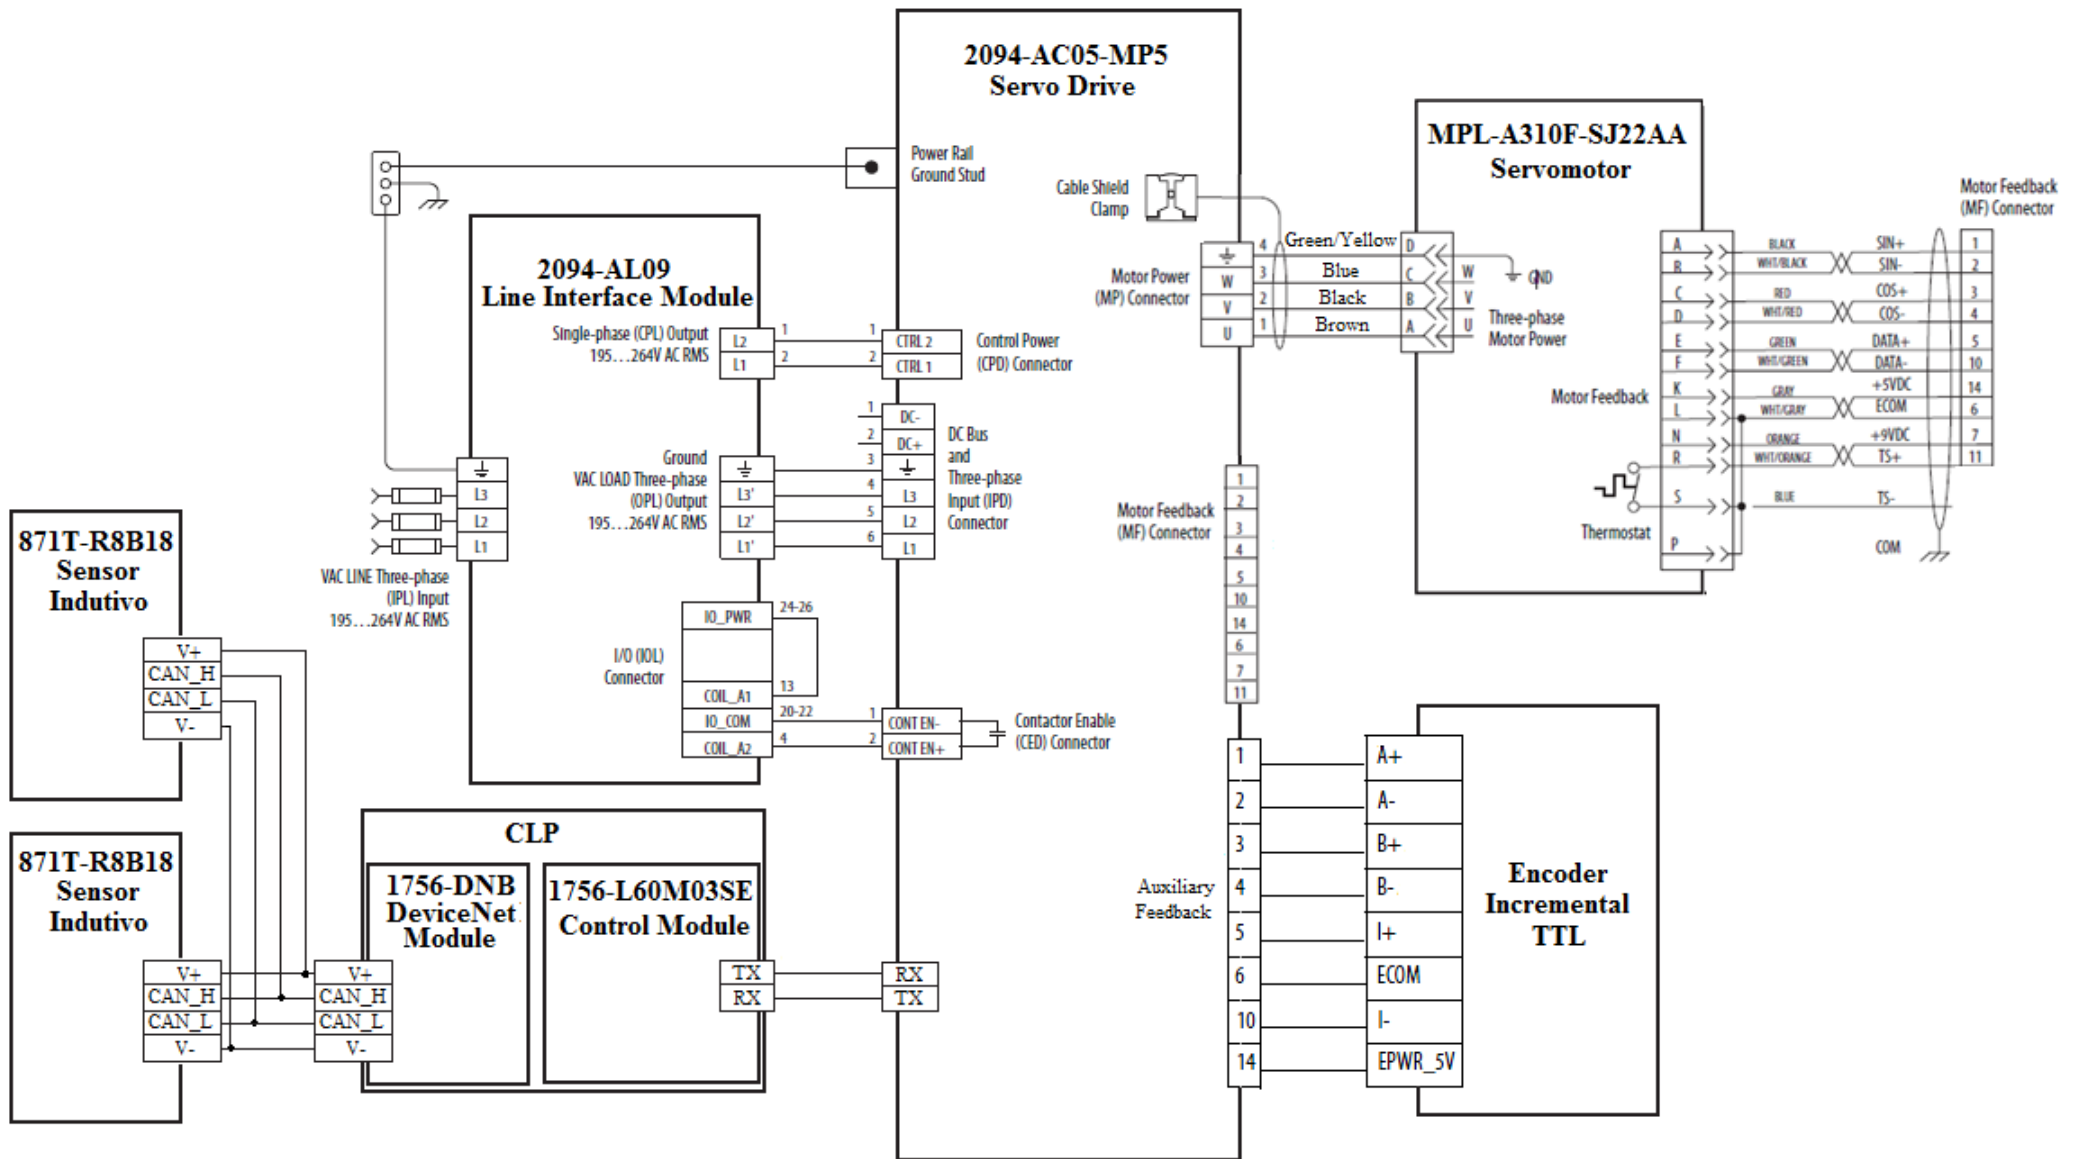 2094-AC05-MP5
Servo Drive
Power Rail
Ground Stud
Cable Shield
Clamp
Motor Power
(MP) Connector
4
3
2
1
W
V
U
Green/Yellow
Blue
Black
Brown
D
C
B
A
W
V
U
GND
Three-phase
Motor Power
MPL-A310F-SJ22AA
Servomotor
Motor Feedback
(MF) Connector
A BLACK SIN+ 1
B WHT/BLACK SIN- 2
C RED COS+ 3
D WHT/RED COS- 4
E GREEN DATA+ 5
F WHT/GREEN DATA- 10
K GRAY +5VDC 14
L WHT/GRAY ECOM 6
N ORANGE +9VDC 7
R WHT/ORANGE TS+ 11
S BLUE TS-
P COM
Motor Feedback
Thermostat
2094-AL09
Line Interface Module
Single-phase (CPL) Output
195...264V AC RMS
L2 1 1 CTRL 2
L1 2 2 CTRL 1
Control Power
(CPD) Connector
1 DC-
2 DC+
3
4 L3
5 L2
6 L1
DC Bus
and
Three-phase
Input (IPD)
Connector
Ground
VAC LOAD Three-phase
(OPL) Output
195...264V AC RMS
L3'
L2'
L1'
L3
L2
L1
VAC LINE Three-phase
(IPL) Input
195...264V AC RMS
I/O (IOL)
Connector
IO_PWR 24-26
COIL_A1 13
IO_COM 20-22 1 CONT EN-
COIL_A2 4 2 CONT EN+
Contactor Enable
(CED) Connector
Motor Feedback
(MF) Connector
1
2
3
4
5
10
14
6
7
11
871T-R8B18
Sensor
Indutivo
V+
CAN_H
CAN_L
V-
871T-R8B18
Sensor
Indutivo
V+ V+
CAN_H CAN_H
CAN_L CAN_L
V- V-
CLP
1756-DNB
DeviceNet
Module
1756-L60M03SE
Control Module
TX RX
RX TX
Auxiliary
Feedback
1 A+
2 A-
3 B+
4 B-
5 I+
6 ECOM
10 I-
14 EPWR_5V
Encoder
Incremental
TTL